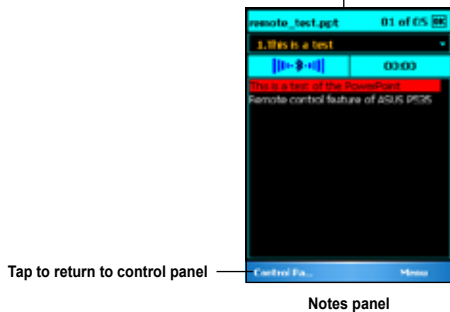 remote_test.ppt 01 of 05 OK
1.This is a test
00:00
This is a test of the PowerPoint
Remote control feature of ASUS P535
Tap to return to control panel
Control Pa... Menu
Notes panel